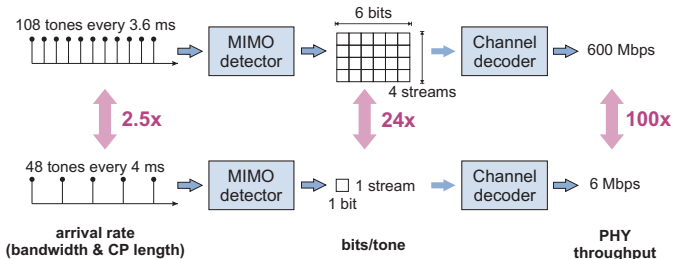 108 tones every 3.6 ms
MIMO
detector
6 bits
4 streams
Channel
decoder
600 Mbps
2.5x
24x
100x
48 tones every 4 ms
MIMO
detector
1 stream
1 bit
Channel
decoder
6 Mbps
arrival rate
(bandwidth & CP length)
bits/tone
PHY
throughput